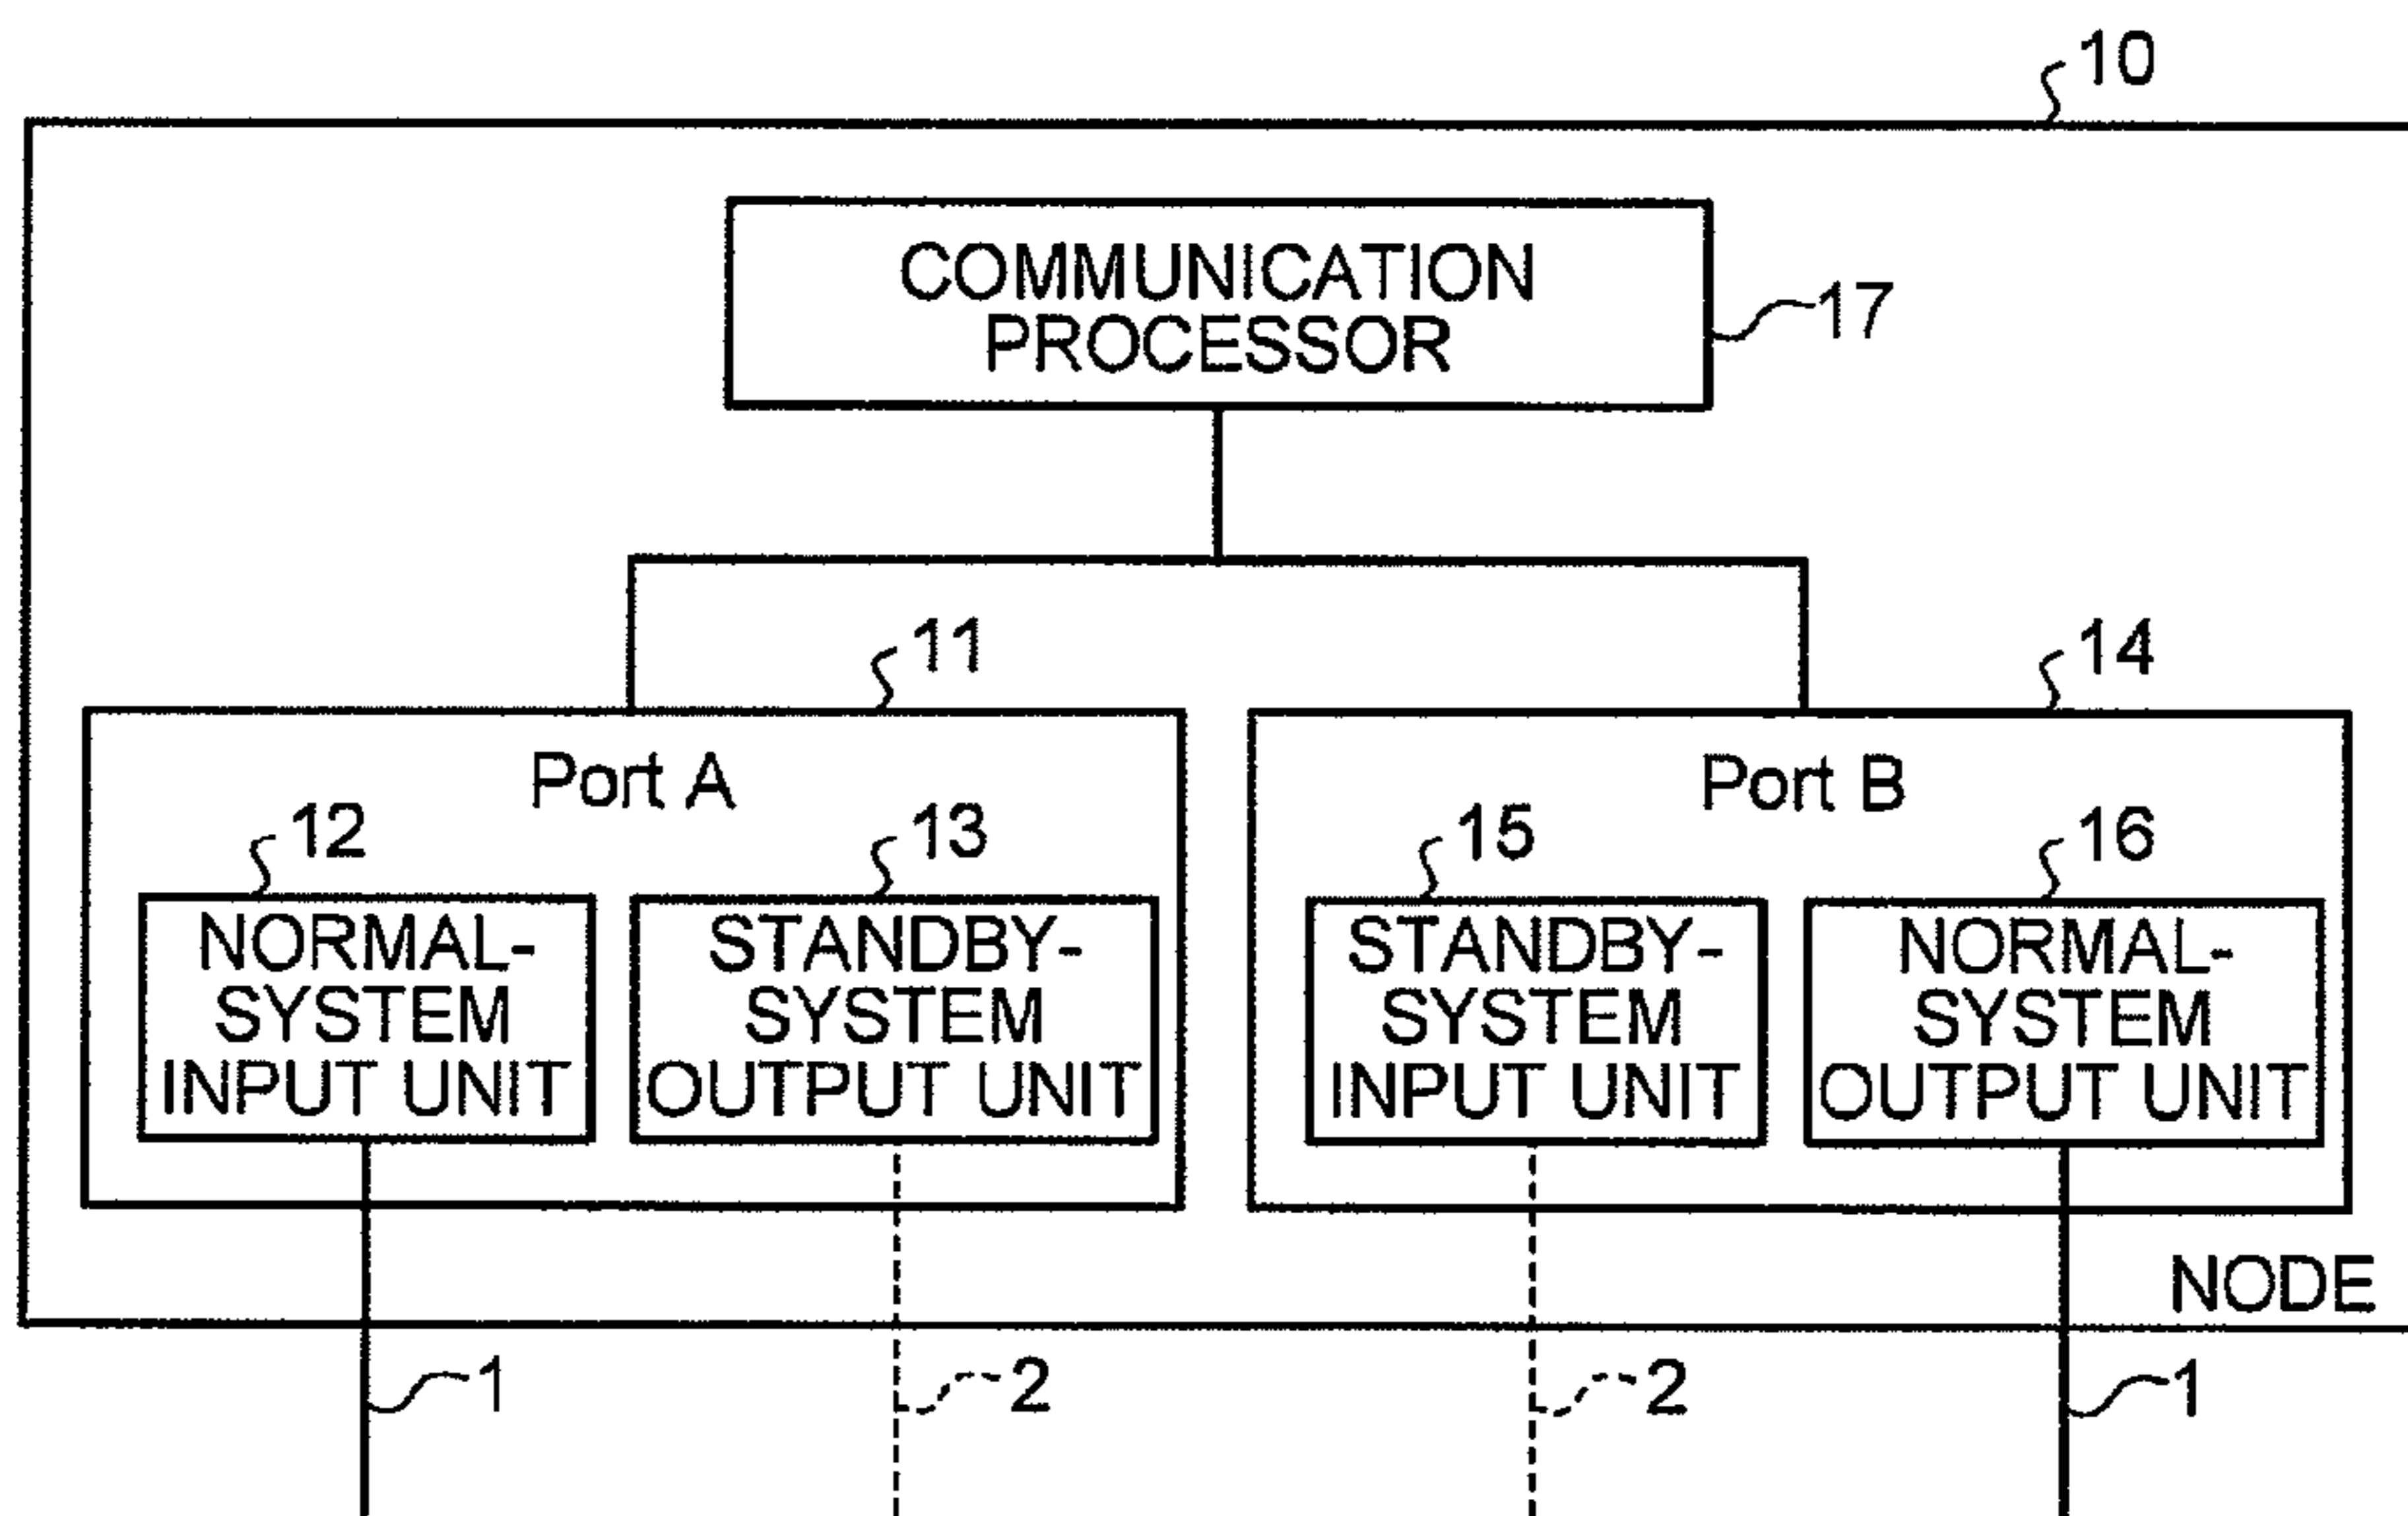 10
COMMUNICATION
PROCESSOR
17
11
14
Port A
Port B
12
13
15
16
NORMAL-
SYSTEM
INPUT UNIT
STANDBY-
SYSTEM
OUTPUT UNIT
STANDBY-
SYSTEM
INPUT UNIT
NORMAL-
SYSTEM
OUTPUT UNIT
NODE
1
2
2
1